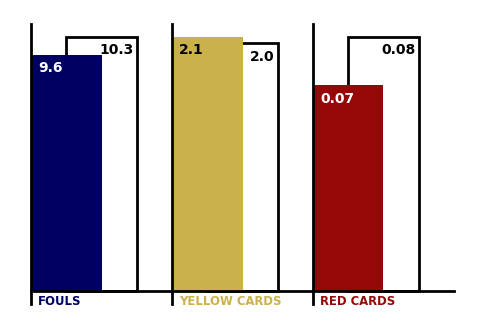 10.3
9.6
2.1
2.0
0.08
0.07
FOULS
YELLOW CARDS
RED CARDS